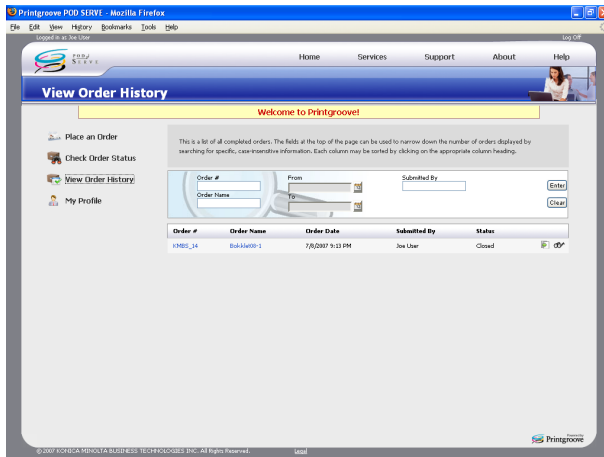 Printgroove POD SERVE - Mozilla Firefox
File Edit View History Bookmarks Tools Help
Logged in as Joe User Log Off
POD
SERVE
Home Services Support About Help
View Order History
Welcome to Printgroove!
Place an Order
Check Order Status
View Order History
My Profile
This is a list of all completed orders. The fields at the top of the page can be used to narrow down the number of orders displayed by
searching for specific, case-insensitive information. Each column may be sorted by clicking on the appropriate column heading.
Order # From Submitted By
Enter
Order Name To
Clear
Order # Order Name Order Date Submitted By Status
KMBS_14 7/8/2007 9:13 PM Joe User Closed
Powered by
Printgroove
© 2007 KONICA MINOLTA BUSINESS TECHNOLOGIES INC. All Rights Reserved. Legal